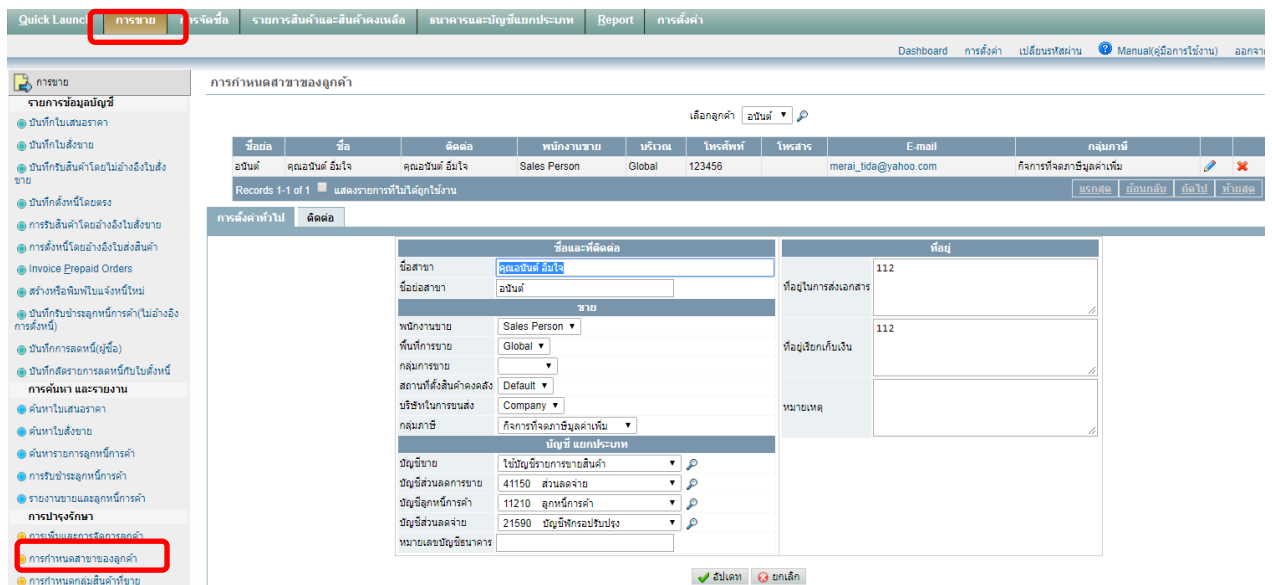 Quick Launch การขาย การจัดซื้อ รายการสินค้าและสินค้าคงเหลือ ธนาคารและบัญชีแยกประเภท Report การตั้งค่า
Dashboard การตั้งค่า เปลี่ยนรหัสผ่าน Manual(คู่มือการใช้งาน)
การขาย
รายการข้อมูลบัญชี
บันทึกใบเสนอราคา
บันทึกใบสั่งขาย
บันทึกรับสินค้าโดยไม่อ้างอิงใบสั่ง
ขาย
บันทึกตั้งหนี้โดยตรง
การรับสินค้าโดยอ้างอิงใบสั่งขาย
การตั้งหนี้โดยอ้างอิงใบส่งสินค้า
Invoice Prepaid Orders
สร้างหรือพิมพ์ใบแจ้งหนี้ใหม่
บันทึกรับชำระลูกหนี้การค้า(ไม่อ้างอิง
การตั้งหนี้)
บันทึกการลดหนี้(ผู้ซื้อ)
บันทึกตัดรายการลดหนี้กับใบตั้งหนี้
การค้นหา และรายงาน
ค้นหาใบเสนอราคา
ค้นหาใบสั่งขาย
ค้นหารายการลูกหนี้การค้า
การรับชำระลูกหนี้การค้า
รายงานขายและลูกหนี้การค้า
การบำรุงรักษา
การเพิ่มและการจัดการลูกค้า
การกำหนดสาขาของลูกค้า
การกำหนดกลุ่มสินค้าที่ขาย
การกำหนดสาขาของลูกค้า
เลือกลูกค้า อนันต์
ชื่อย่อ ชื่อ ติดต่อ พนักงานขาย บริเวณ โทรศัพท์ โทรสาร E-mail กลุ่มภาษี
อนันต์ คุณอนันต์ อิ่มใจ คุณอนันต์ อิ่มใจ Sales Person Global 123456 merai_tida@yahoo.com กิจการที่จดภาษีมูลค่าเพิ่ม
Records 1-1 of 1 แสดงรายการที่ไม่ได้ถูกใช้งาน แรกสุด ย้อนกลับ ถัดไป ท้ายสุด
การตั้งค่าทั่วไป ติดต่อ
ชื่อและที่ติดต่อ
ชื่อสาขา คุณอนันต์ อิ่มใจ
ชื่อย่อสาขา อนันต์
ขาย
พนักงานขาย Sales Person
พื้นที่การขาย Global
กลุ่มการขาย
สถานที่ตั้งสินค้าคงคลัง Default
บริษัทในการขนส่ง Company
กลุ่มภาษี กิจการที่จดภาษีมูลค่าเพิ่ม
บัญชี แยกประเภท
บัญชีขาย ใช้บัญชีรายการขายสินค้า
บัญชีส่วนลดการขาย 41150 ส่วนลดจ่าย
บัญชีลูกหนี้การค้า 11210 ลูกหนี้การค้า
บัญชีส่วนลดจ่าย 21590 บัญชีพักรอปรับปรุง
หมายเลขบัญชีธนาคาร
ที่อยู่
ที่อยู่ในการส่งเอกสาร 112
ที่อยู่เรียกเก็บเงิน 112
หมายเหตุ
อัปเดท ยกเลิก